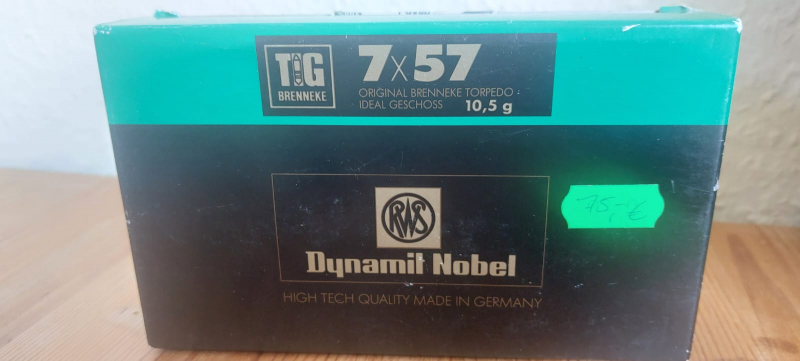 TIG
BRENNEKE
7x57
ORIGINAL BRENNEKE TORPEDO-
IDEAL GESCHOSS 10,5 g
75,-€
RWS
Dynamit Nobel
HIGH TECH QUALITY MADE IN GERMANY